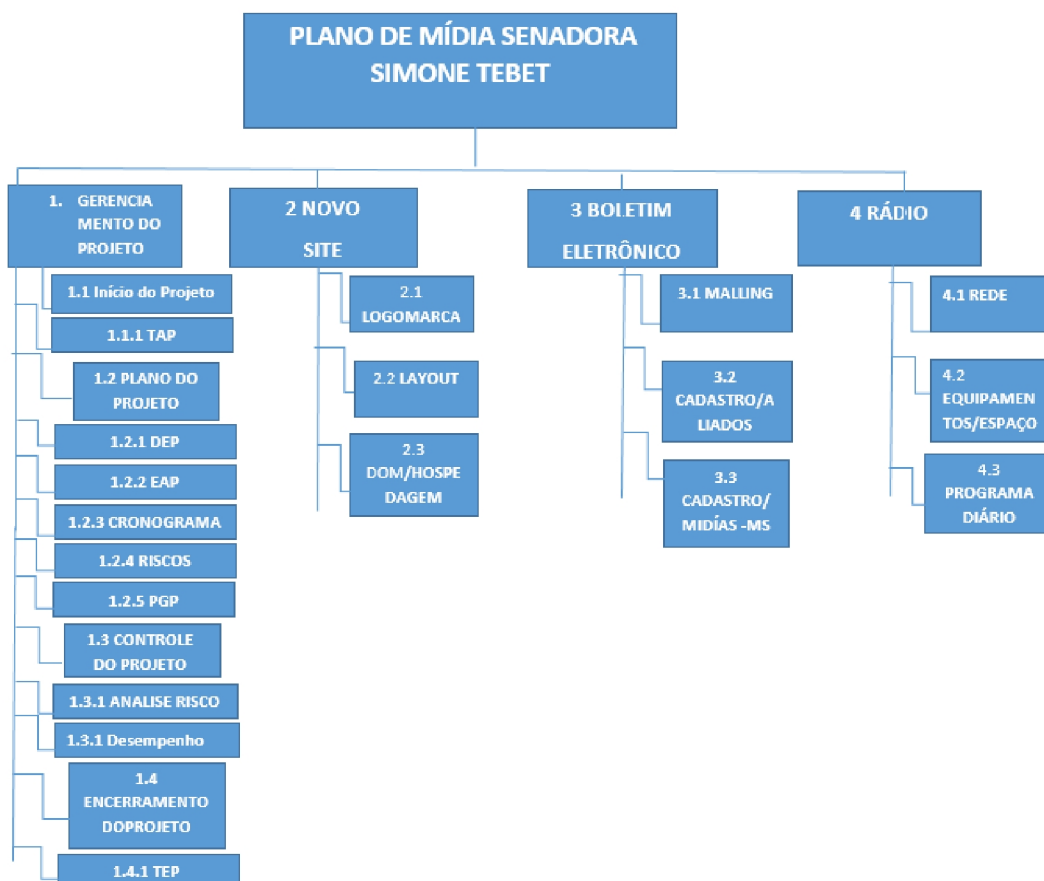 PLANO DE MÍDIA SENADORA
SIMONE TEBET
1. GERENCIA
MENTO DO
PROJETO
1.1 Início do Projeto
1.1.1 TAP
1.2 PLANO DO
PROJETO
1.2.1 DEP
1.2.2 EAP
1.2.3 CRONOGRAMA
1.2.4 RISCOS
1.2.5 PGP
1.3 CONTROLE
DO PROJETO
1.3.1 ANALISE RISCO
1.3.1 Desempenho
1.4
ENCERRAMENTO
DOPROJETO
1.4.1 TEP
2 NOVO
SITE
2.1
LOGOMARCA
2.2 LAYOUT
2.3
DOM/HOSPE
DAGEM
3 BOLETIM
ELETRÔNICO
3.1 MALLING
3.2
CADASTRO/A
LIADOS
3.3
CADASTRO/
MIDÍAS -MS
4 RÁDIO
4.1 REDE
4.2
EQUIPAMEN
TOS/ESPAÇO
4.3
PROGRAMA
DIÁRIO